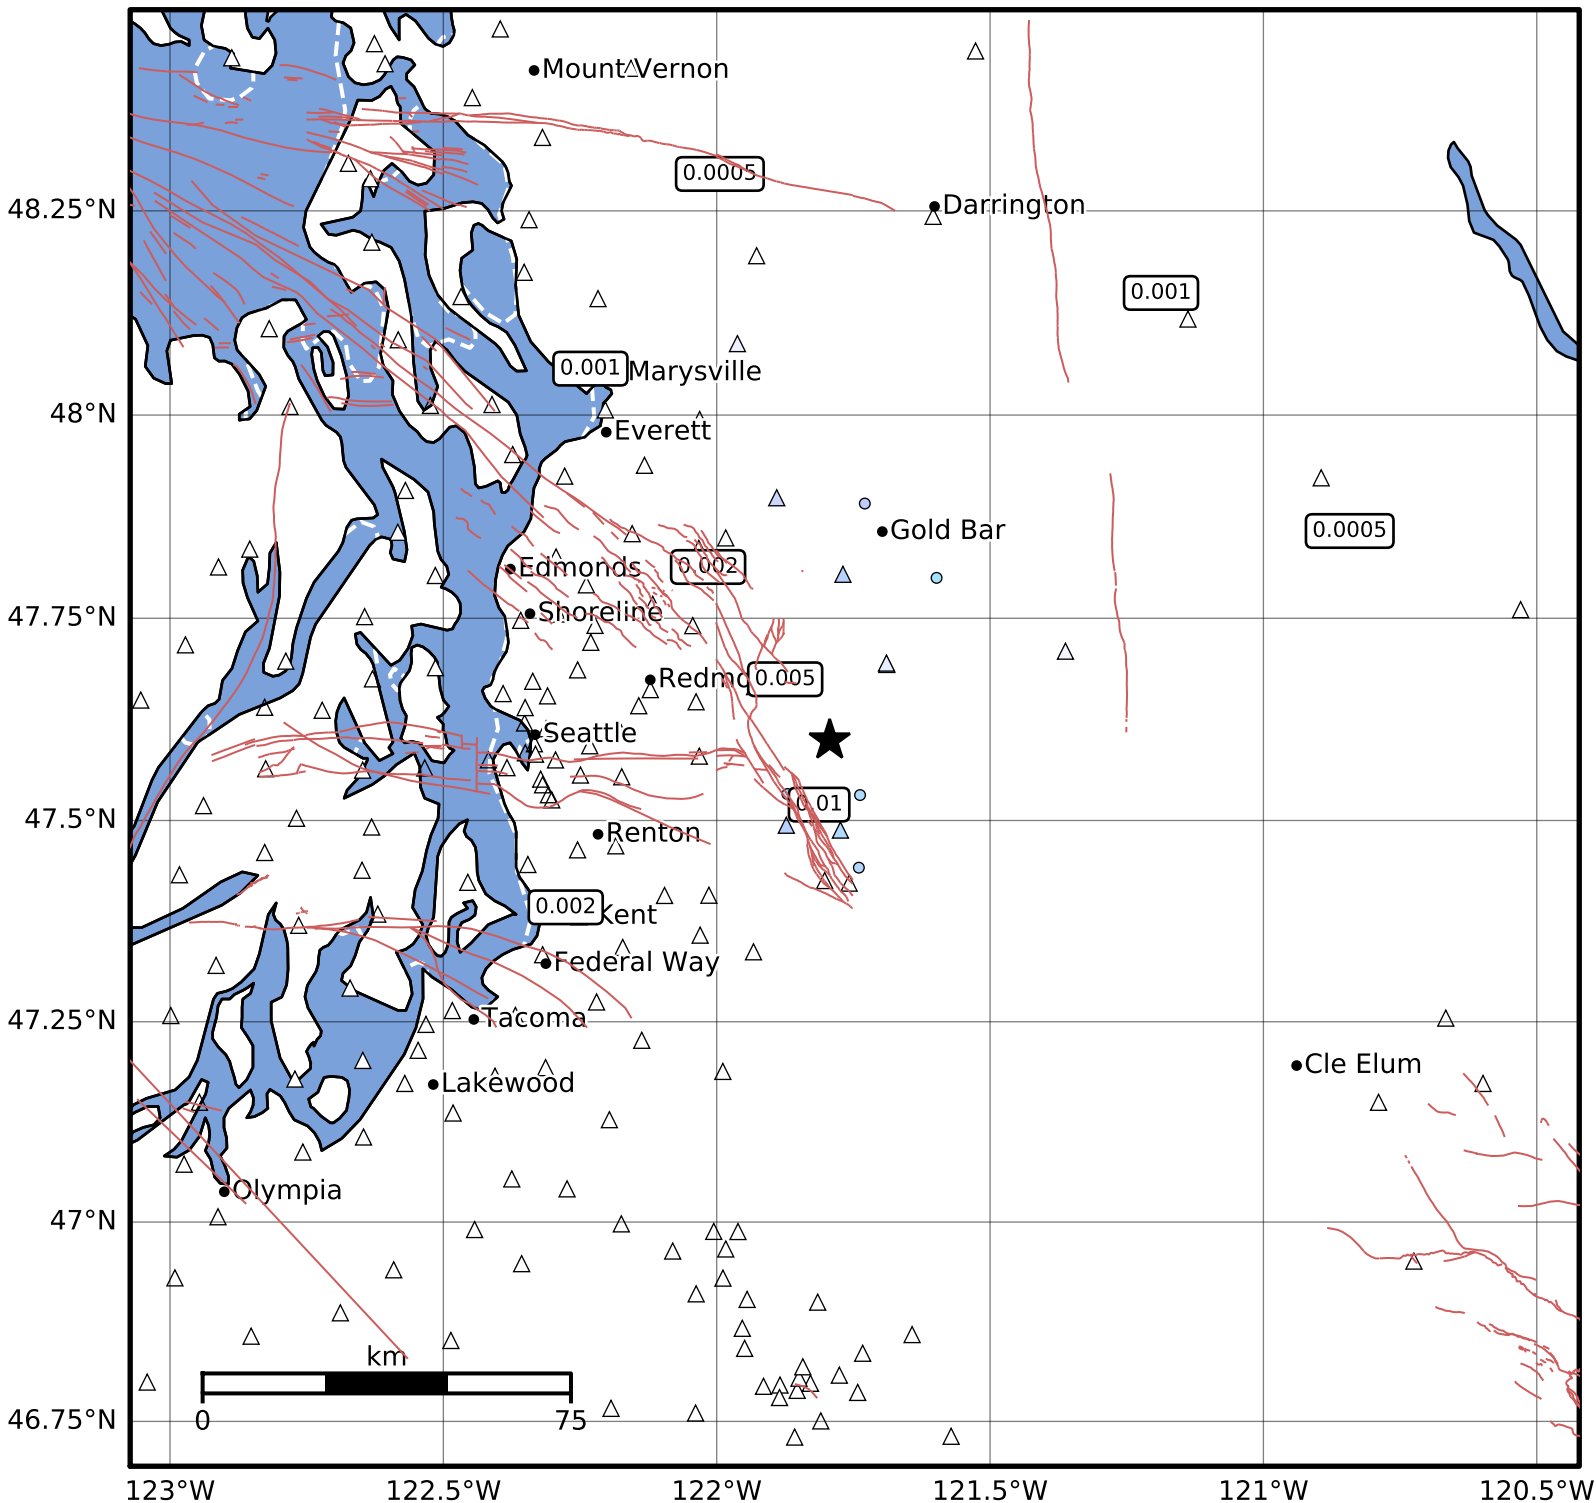 Mount Vernon
0.0005
48.25°N
Darrington
0.001
0.001
Marysville
48°N
Everett
Gold Bar
0.0005
Edmonds
0.002
Shoreline
47.75°N
0.005
Seattle
0.01
47.5°N
Renton
0.002
Kent
Federal Way
47.25°N
Tacoma
Cle Elum
Lakewood
Olympia
47°N
km
0
75
46.75°N
123°W
122.5°W
122°W
121.5°W
121°W
120.5°W